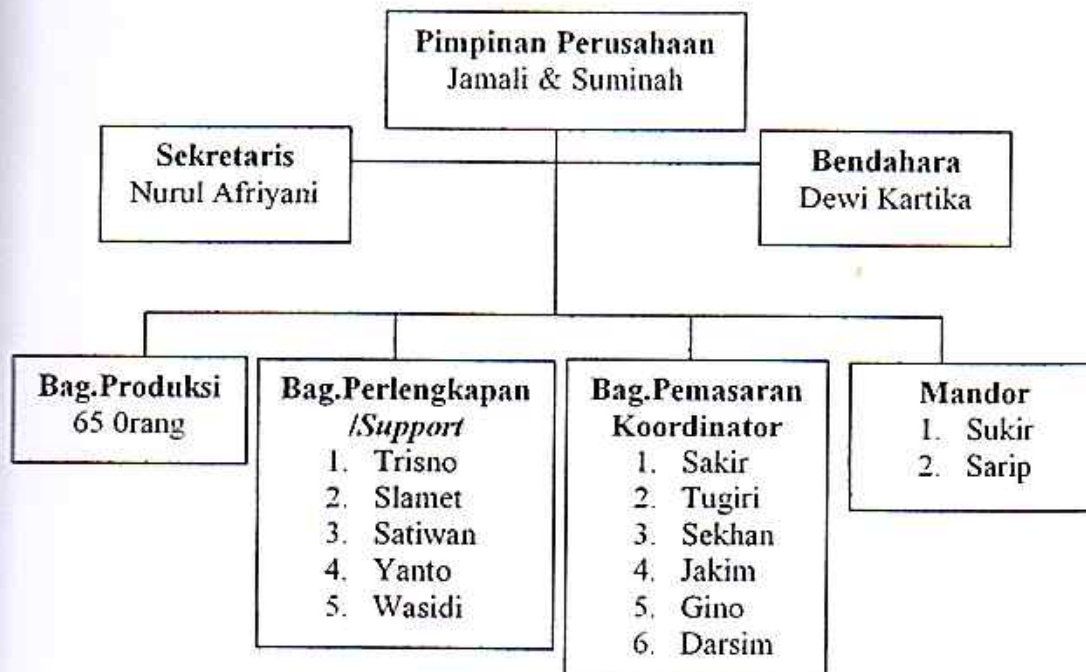 Pimpinan Perusahaan
Jamali & Suminah
Sekretaris
Nurul Afriyani
Bendahara
Dewi Kartika
Bag.Produksi
65 0rang
Bag.Perlengkapan
/Support
1. Trisno
2. Slamet
3. Satiwan
4. Yanto
5. Wasidi
Bag.Pemasaran
Koordinator
1. Sakir
2. Tugiri
3. Sekhan
4. Jakim
5. Gino
6. Darsim
Mandor
1. Sukir
2. Sarip